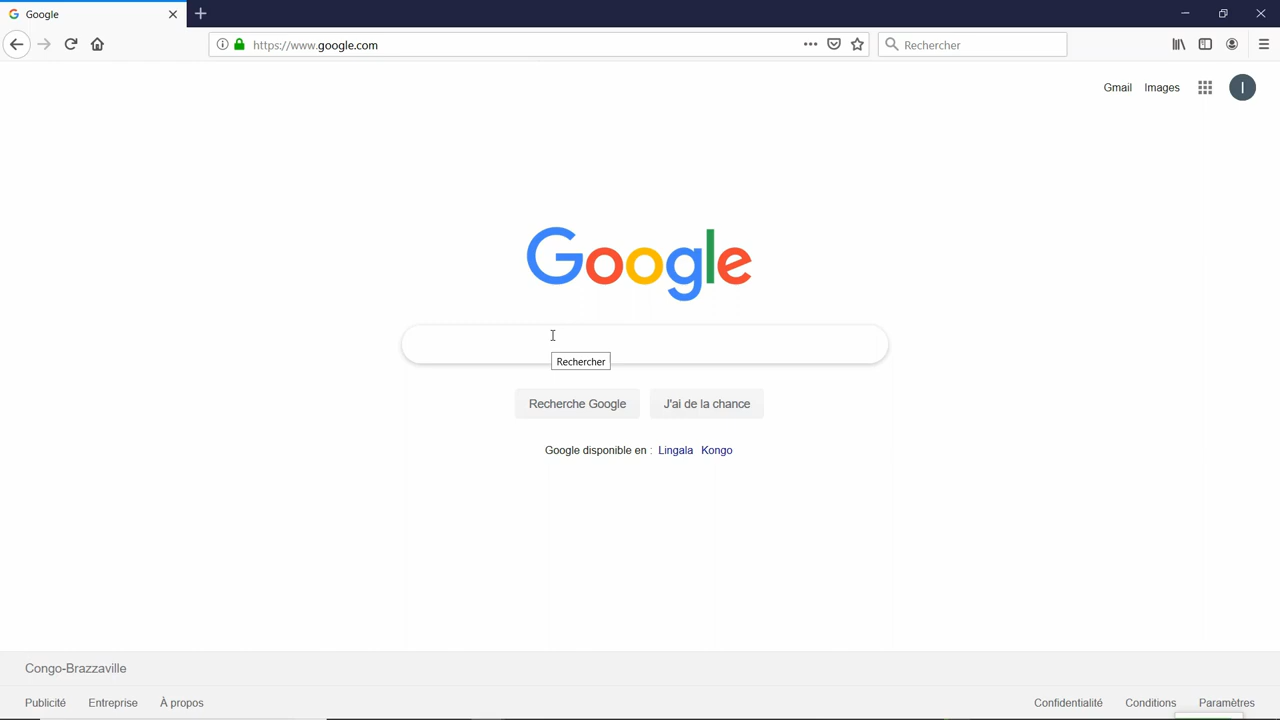 Google
https://www.google.com
Rechercher
Gmail Images I
Google
Rechercher
Recherche Google J'ai de la chance
Google disponible en : Lingala Kongo
Congo-Brazzaville
Publicité Entreprise À propos Confidentialité Conditions Paramètres